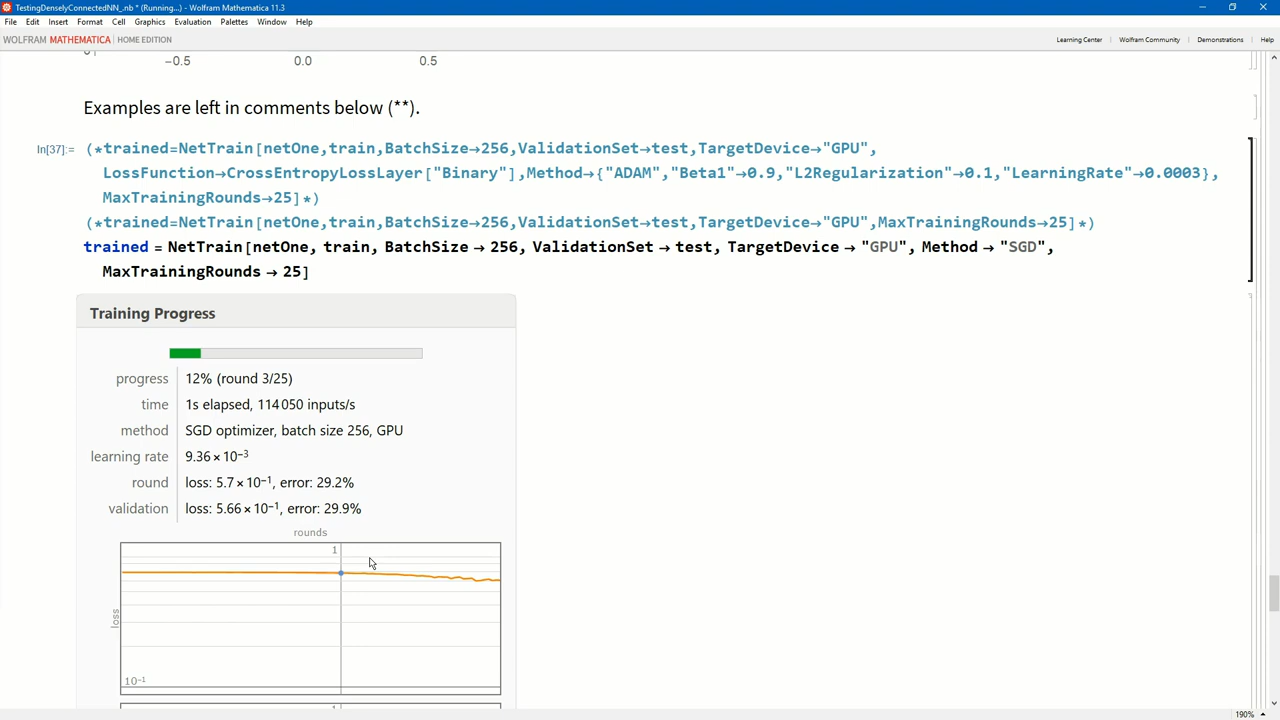 TestingDenselyConnectedNN_.nb * (Running...) - Wolfram Mathematica 11.3
File Edit Insert Format Cell Graphics Evaluation Palettes Window Help
WOLFRAM MATHEMATICA | HOME EDITION
Learning Center | Wolfram Community | Demonstrations | Help
-0.5 0.0 0.5
Examples are left in comments below (**).
In[37]:= (*trained=NetTrain[netOne,train,BatchSize→256,ValidationSet→test,TargetDevice→"GPU",
LossFunction→CrossEntropyLossLayer["Binary"],Method→{"ADAM","Beta1"→0.9,"L2Regularization"→0.1,"LearningRate"→0.0003},
MaxTrainingRounds→25]*)
(*trained=NetTrain[netOne,train,BatchSize→256,ValidationSet→test,TargetDevice→"GPU",MaxTrainingRounds→25]*)
trained = NetTrain[netOne, train, BatchSize → 256, ValidationSet → test, TargetDevice → "GPU", Method → "SGD",
MaxTrainingRounds → 25]
Training Progress
progress 12% (round 3/25)
time 1s elapsed, 114 050 inputs/s
method SGD optimizer, batch size 256, GPU
learning rate 9.36 × 10⁻³
round loss: 5.7 × 10⁻¹, error: 29.2%
validation loss: 5.66 × 10⁻¹, error: 29.9%
rounds
1
loss
10⁻¹
1
190%